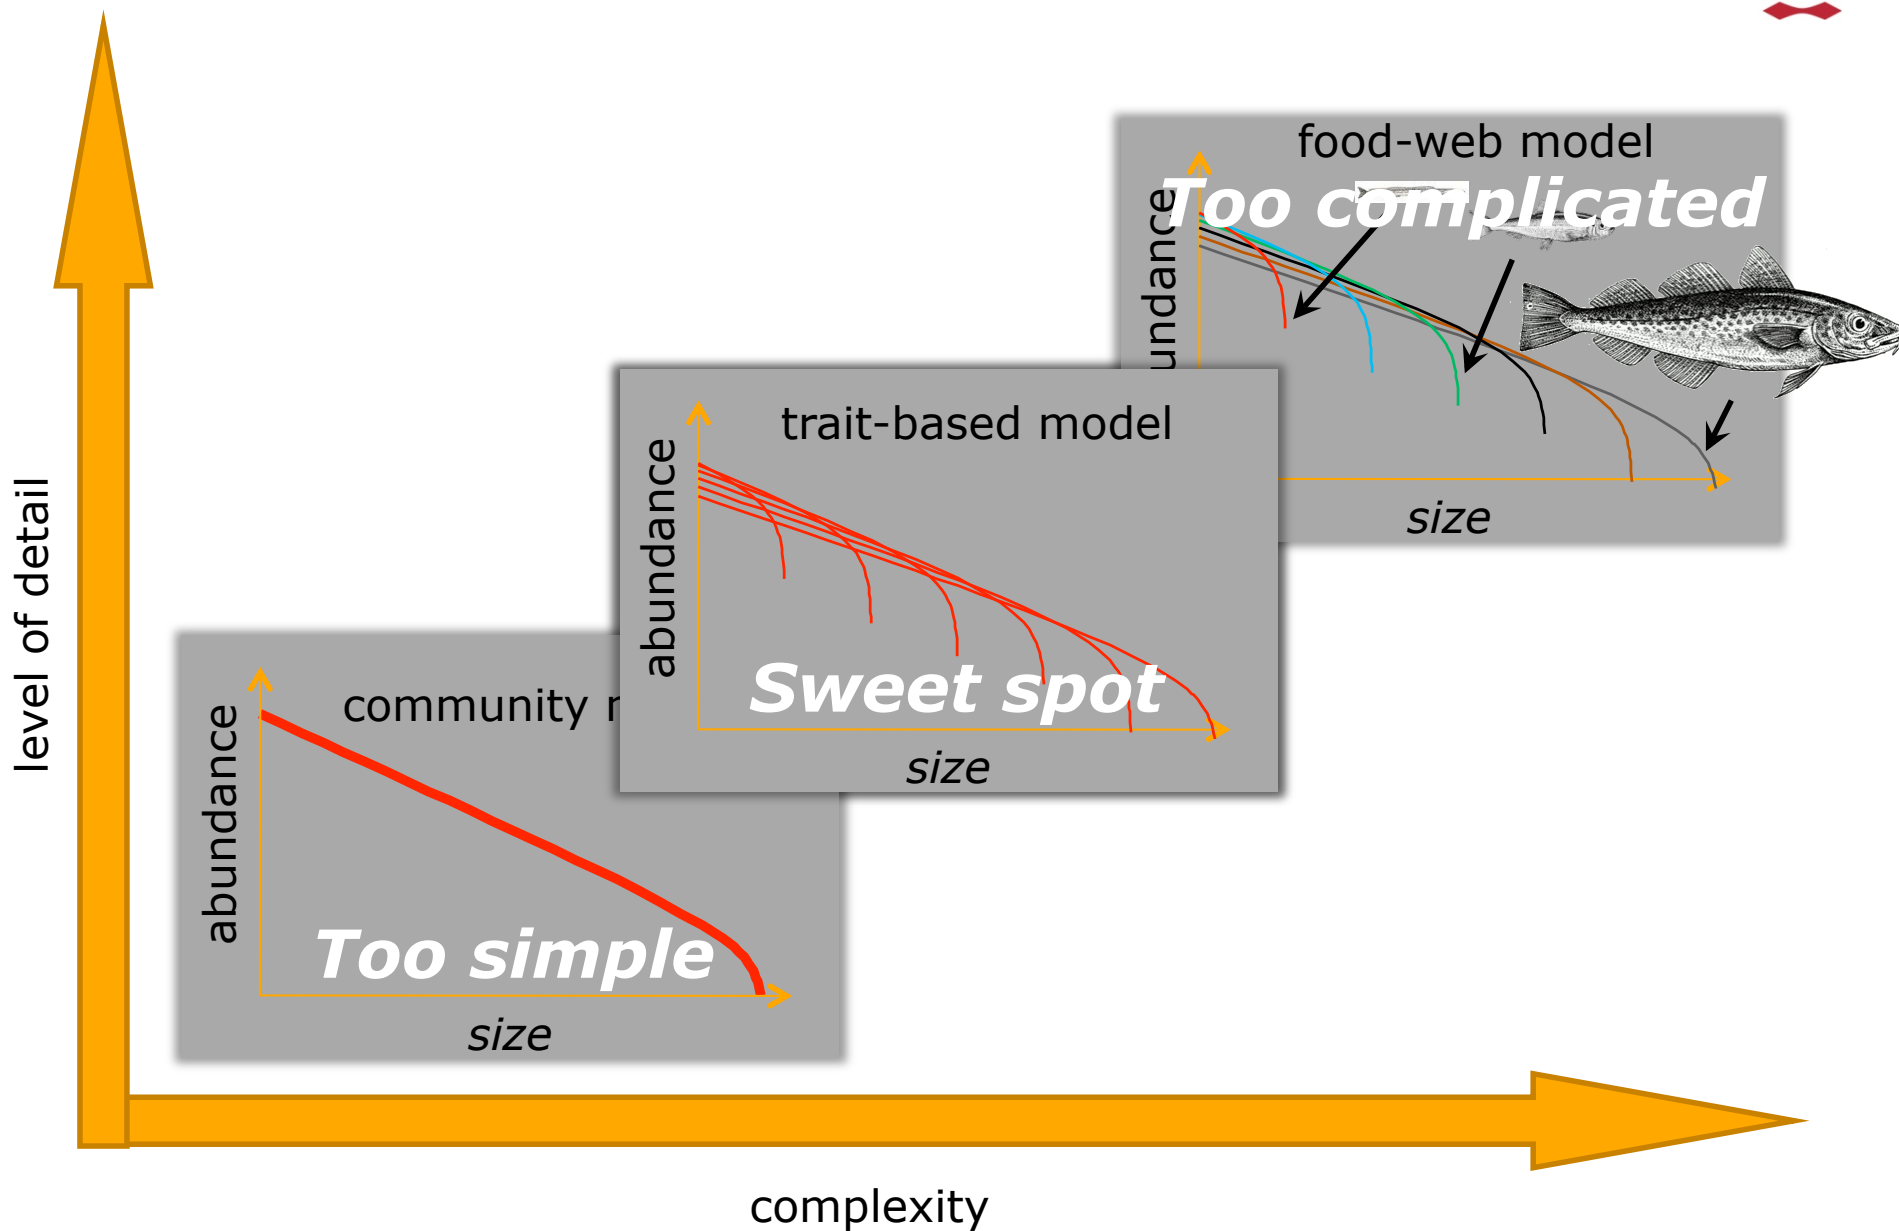 food-web model
Too complicated
undance
size
trait-based model
abundance
Sweet spot
size
level of detail
community
abundance
Too simple
size
complexity